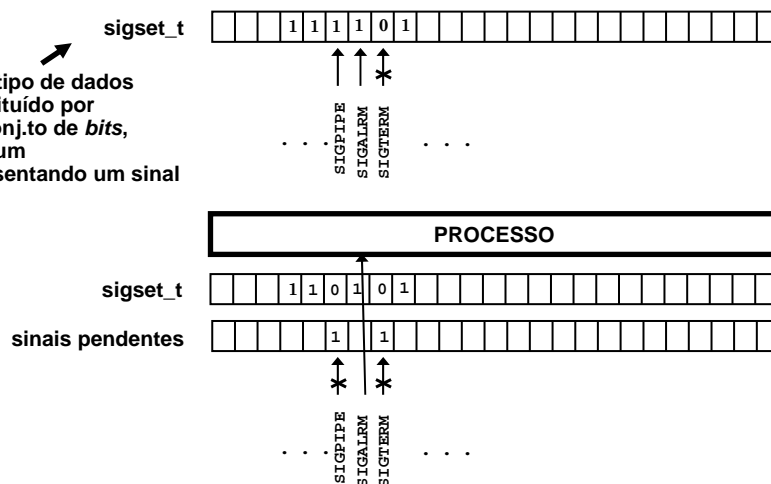 sigset_t
1 1 1 1 0 1
tipo de dados
ituído por
onj.to de bits,
um
sentando um sinal
. . .
SIGPIPE
SIGALRM
SIGTERM
. . .
PROCESSO
sigset_t
1 1 0 1 0 1
sinais pendentes
1 1
. . .
SIGPIPE
SIGALRM
SIGTERM
. . .